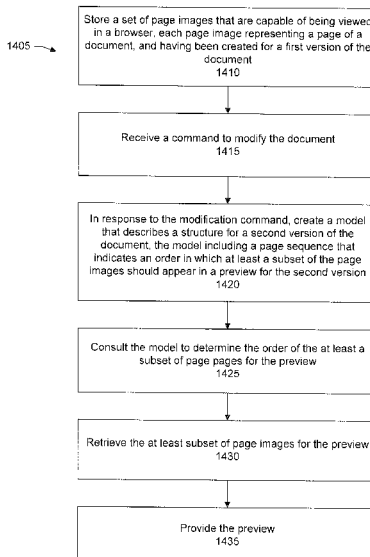 1405
Store a set of page images that are capable of being viewed
in a browser, each page image representing a page of a
document, and having been created for a first version of the
document
1410
Receive a command to modify the document
1415
In response to the modification command, create a model
that describes a structure for a second version of the
document, the model including a page sequence that
indicates an order in which at least a subset of the page
images should appear in a preview for the second version
1420
Consult the model to determine the order of the at least a
subset of page pages for the preview
1425
Retrieve the at least subset of page images for the preview
1430
Provide the preview
1435